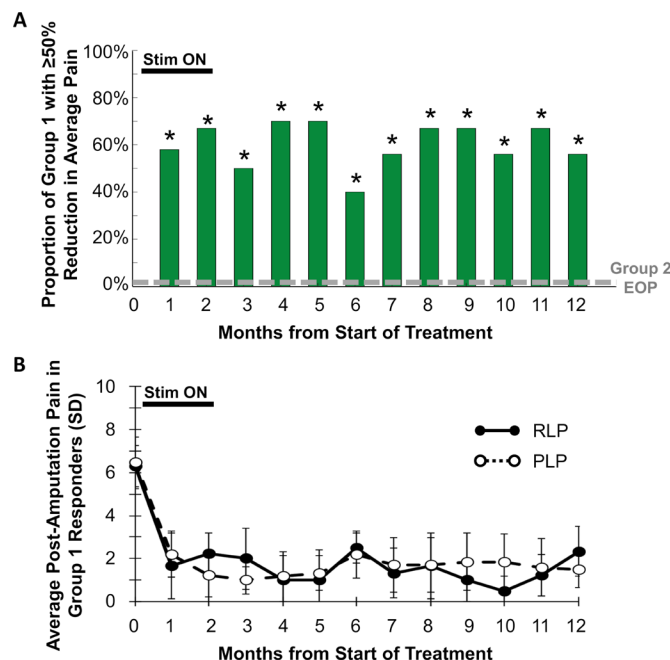 A
Proportion of Group 1 with ≥50%
Reduction in Average Pain
100%
80%
60%
40%
20%
0%
Stim ON
* * * * * * * * * * * *
Group 2
EOP
0 1 2 3 4 5 6 7 8 9 10 11 12
Months from Start of Treatment
B
Average Post-Amputation Pain in
Group 1 Responders (SD)
10
8
6
4
2
0
Stim ON
RLP
PLP
0 1 2 3 4 5 6 7 8 9 10 11 12
Months from Start of Treatment